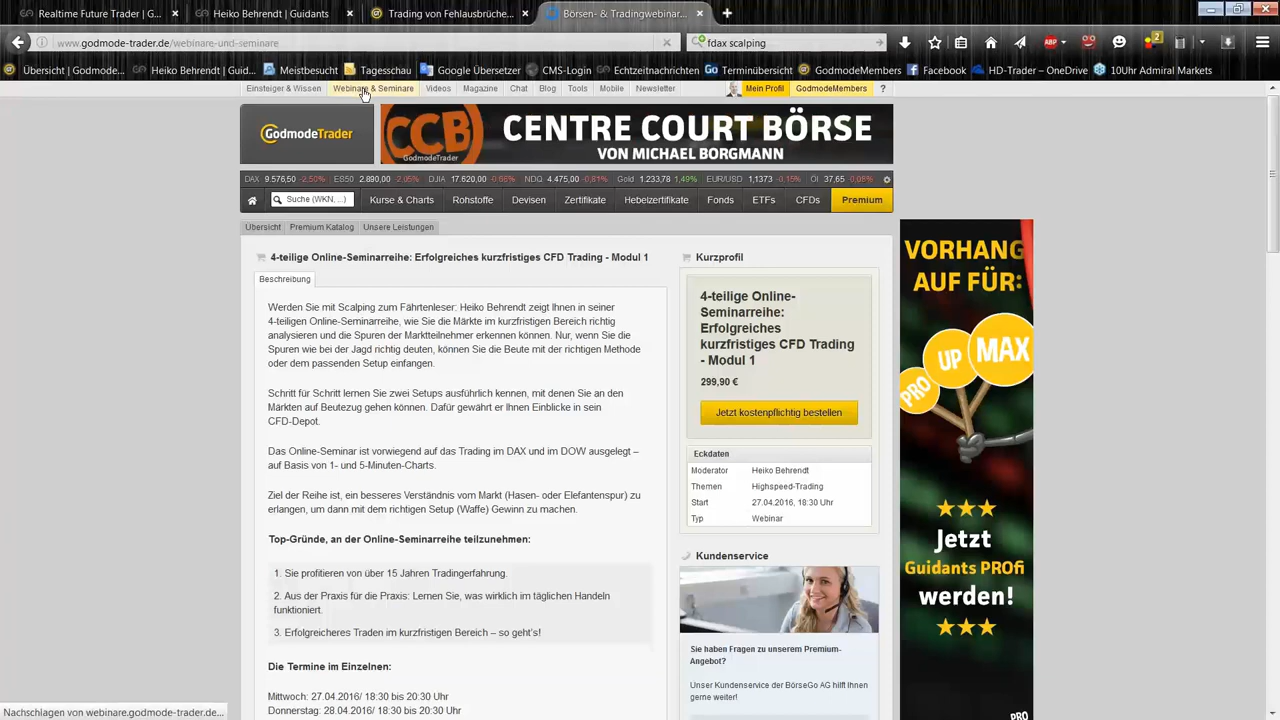 Realtime Future Trader | G...
Heiko Behrendt | Guidants
Trading von Fehlausbrüche...
Börsen- & Tradingwebinar...
www.godmode-trader.de/webinare-und-seminare
fdax scalping
ABP
2
Übersicht | Godmode...
Heiko Behrendt | Guid...
Meistbesucht
Tagesschau
Google Übersetzer
CMS-Login
Echtzeitnachrichten
Go Terminübersicht
GodmodeMembers
Facebook
HD-Trader – OneDrive
10Uhr Admiral Markets
Einsteiger & Wissen
Webinare & Seminare
Videos
Magazine
Chat
Blog
Tools
Mobile
Newsletter
Mein Profil
GodmodeMembers
?
GodmodeTrader
CCB
GodmodeTrader
CENTRE COURT BÖRSE
VON MICHAEL BORGMANN
DAX 9.576,50 -2,50% ES50 2.890,00 -2,05% DJIA 17.620,00 -0,66% NDQ 4.475,00 -0,81% Gold 1.233,78 1,49% EUR/USD 1,1373 -0,15% Öl 37,65 -0,08%
Suche (WKN, ...)
Kurse & Charts
Rohstoffe
Devisen
Zertifikate
Hebelzertifikate
Fonds
ETFs
CFDs
Premium
Übersicht
Premium Katalog
Unsere Leistungen
4-teilige Online-Seminarreihe: Erfolgreiches kurzfristiges CFD Trading - Modul 1
Beschreibung
Werden Sie mit Scalping zum Fährtenleser: Heiko Behrendt zeigt Ihnen in seiner
4-teiligen Online-Seminarreihe, wie Sie die Märkte im kurzfristigen Bereich richtig
analysieren und die Spuren der Marktteilnehmer erkennen können. Nur, wenn Sie die
Spuren wie bei der Jagd richtig deuten, können Sie die Beute mit der richtigen Methode
oder dem passenden Setup einfangen.
Schritt für Schritt lernen Sie zwei Setups ausführlich kennen, mit denen Sie an den
Märkten auf Beutezug gehen können. Dafür gewährt er Ihnen Einblicke in sein
CFD-Depot.
Das Online-Seminar ist vorwiegend auf das Trading im DAX und im DOW ausgelegt –
auf Basis von 1- und 5-Minuten-Charts.
Ziel der Reihe ist, ein besseres Verständnis vom Markt (Hasen- oder Elefantenspur) zu
erlangen, um dann mit dem richtigen Setup (Waffe) Gewinn zu machen.
Top-Gründe, an der Online-Seminarreihe teilzunehmen:
1. Sie profitieren von über 15 Jahren Tradingerfahrung.
2. Aus der Praxis für die Praxis: Lernen Sie, was wirklich im täglichen Handeln
funktioniert.
3. Erfolgreicheres Traden im kurzfristigen Bereich – so geht's!
Die Termine im Einzelnen:
Mittwoch: 27.04.2016/ 18:30 bis 20:30 Uhr
Donnerstag: 28.04.2016/ 18:30 bis 20:30 Uhr
Kurzprofil
4-teilige Online-
Seminarreihe:
Erfolgreiches
kurzfristiges CFD Trading
- Modul 1
299,90 €
Jetzt kostenpflichtig bestellen
Eckdaten
Moderator Heiko Behrendt
Themen Highspeed-Trading
Start 27.04.2016, 18:30 Uhr
Typ Webinar
Kundenservice
Sie haben Fragen zu unserem Premium-
Angebot?
Unser Kundenservice der BörseGo AG hilft Ihnen
gerne weiter!
VORHANG
AUF FÜR:
PRO
UP
MAX
Jetzt
Guidants PROfi
werden!
PRO
Nachschlagen von webinare.godmode-trader.de...